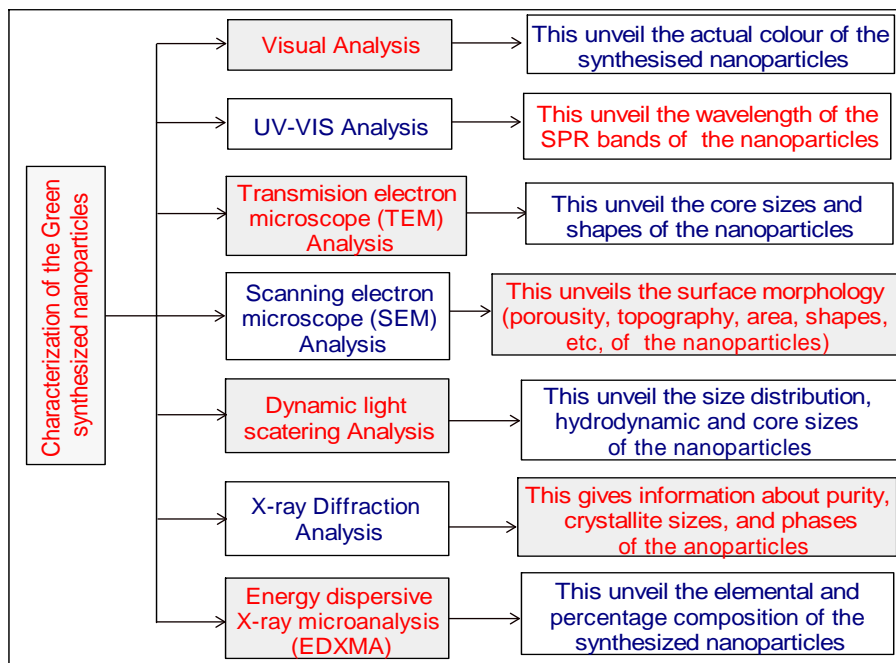 Characterization of the Green
synthesized nanoparticles
Visual Analysis
This unveil the actual colour of the
synthesised nanoparticles
UV-VIS Analysis
This unveil the wavelength of the
SPR bands of the nanoparticles
Transmision electron
microscope (TEM)
Analysis
This unveil the core sizes and
shapes of the nanoparticles
Scanning electron
microscope (SEM)
Analysis
This unveils the surface morphology
(porosity, topography, area, shapes,
etc, of the nanoparticles)
Dynamic light
scatering Analysis
This unveil the size distribution,
hydrodynamic and core sizes
of the nanoparticles
X-ray Diffraction
Analysis
This gives information about purity,
crystallite sizes, and phases
of the anoparticles
Energy dispersive
X-ray microanalysis
(EDXMA)
This unveil the elemental and
percentage composition of the
synthesized nanoparticles